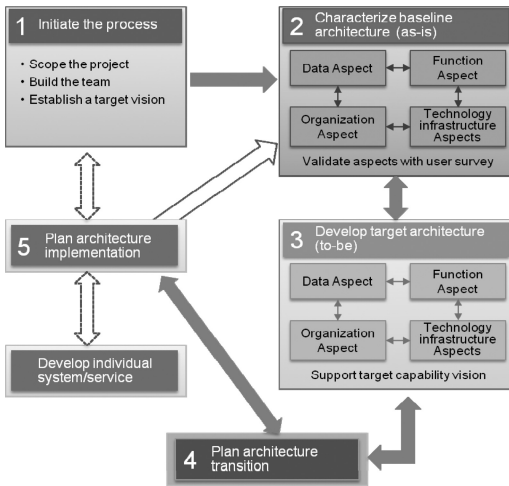 1 Initiate the process
• Scope the project
• Build the team
• Establish a target vision
2 Characterize baseline
architecture (as-is)
Data Aspect
Function
Aspect
Organization
Aspect
Technology
infrastructure
Aspects
Validate aspects with user survey
3 Develop target architecture
(to-be)
Data Aspect
Function
Aspect
Organization
Aspect
Technology
infrastructure
Aspects
Support target capability vision
4 Plan architecture
transition
5 Plan architecture
implementation
Develop individual
system/service